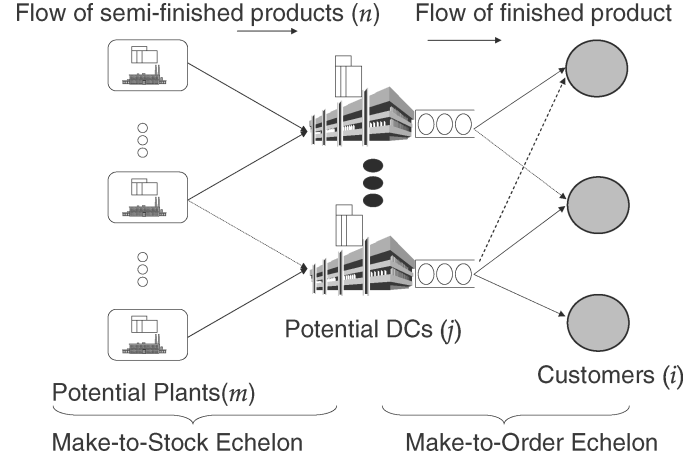 Flow of semi-finished products (n)
Flow of finished product
Potential DCs (j)
Customers (i)
Potential Plants(m)
Make-to-Stock Echelon
Make-to-Order Echelon